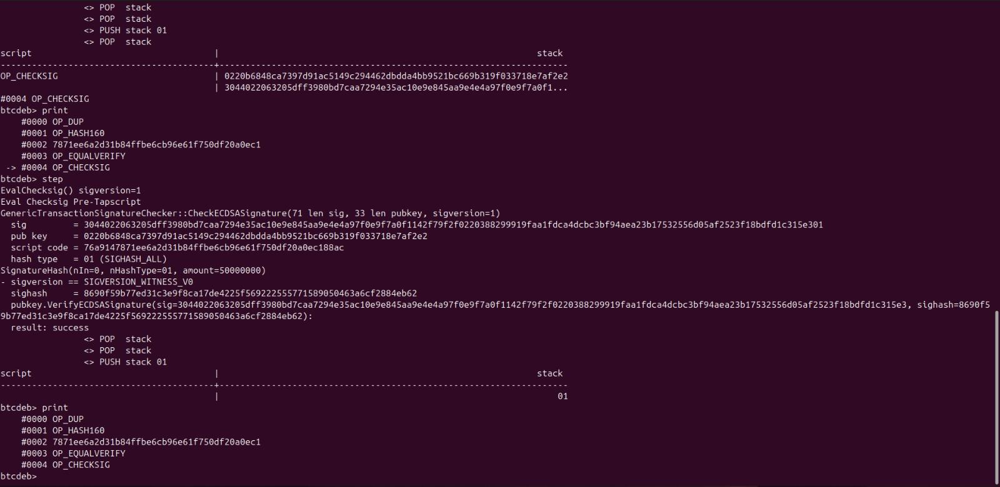 <> POP  stack
<> POP  stack
<> PUSH stack 01
<> POP  stack
script | stack
-----------------------------------------+-------------------------------------------------------------------
OP_CHECKSIG | 0220b6848ca7397d91ac5149c294462dbdda4bb9521bc669b319f033718e7af2e2
| 3044022063205dff3980bd7caa7294e35ac10e9e845aa9e4e4a97f0e9f7a0f1...
#0004 OP_CHECKSIG
btcdeb> print
#0000 OP_DUP
#0001 OP_HASH160
#0002 7871ee6a2d31b84ffbe6cb96e61f750df20a0ec1
#0003 OP_EQUALVERIFY
-> #0004 OP_CHECKSIG
btcdeb> step
EvalChecksig() sigversion=1
Eval Checksig Pre-Tapscript
GenericTransactionSignatureChecker::CheckECDSASignature(71 len sig, 33 len pubkey, sigversion=1)
sig = 3044022063205dff3980bd7caa7294e35ac10e9e845aa9e4e4a97f0e9f7a0f1142f79f2f0220388299919faa1fdca4dcbc3bf94aea23b17532556d05af2523f18bdfd1c315e301
pub key = 0220b6848ca7397d91ac5149c294462dbdda4bb9521bc669b319f033718e7af2e2
script code = 76a9147871ee6a2d31b84ffbe6cb96e61f750df20a0ec188ac
hash type = 01 (SIGHASH_ALL)
SignatureHash(nIn=0, nHashType=01, amount=50000000)
- sigversion == SIGVERSION_WITNESS_V0
sighash = 8690f59b77ed31c3e9f8ca17de4225f569222555771589050463a6cf2884eb62
pubkey.VerifyECDSASignature(sig=3044022063205dff3980bd7caa7294e35ac10e9e845aa9e4e4a97f0e9f7a0f1142f79f2f0220388299919faa1fdca4dcbc3bf94aea23b17532556d05af2523f18bdfd1c315e3, sighash=8690f5
9b77ed31c3e9f8ca17de4225f569222555771589050463a6cf2884eb62):
result: success
<> POP  stack
<> POP  stack
<> PUSH stack 01
script | stack
-----------------------------------------+-------------------------------------------------------------------
| 01
btcdeb> print
#0000 OP_DUP
#0001 OP_HASH160
#0002 7871ee6a2d31b84ffbe6cb96e61f750df20a0ec1
#0003 OP_EQUALVERIFY
#0004 OP_CHECKSIG
btcdeb>